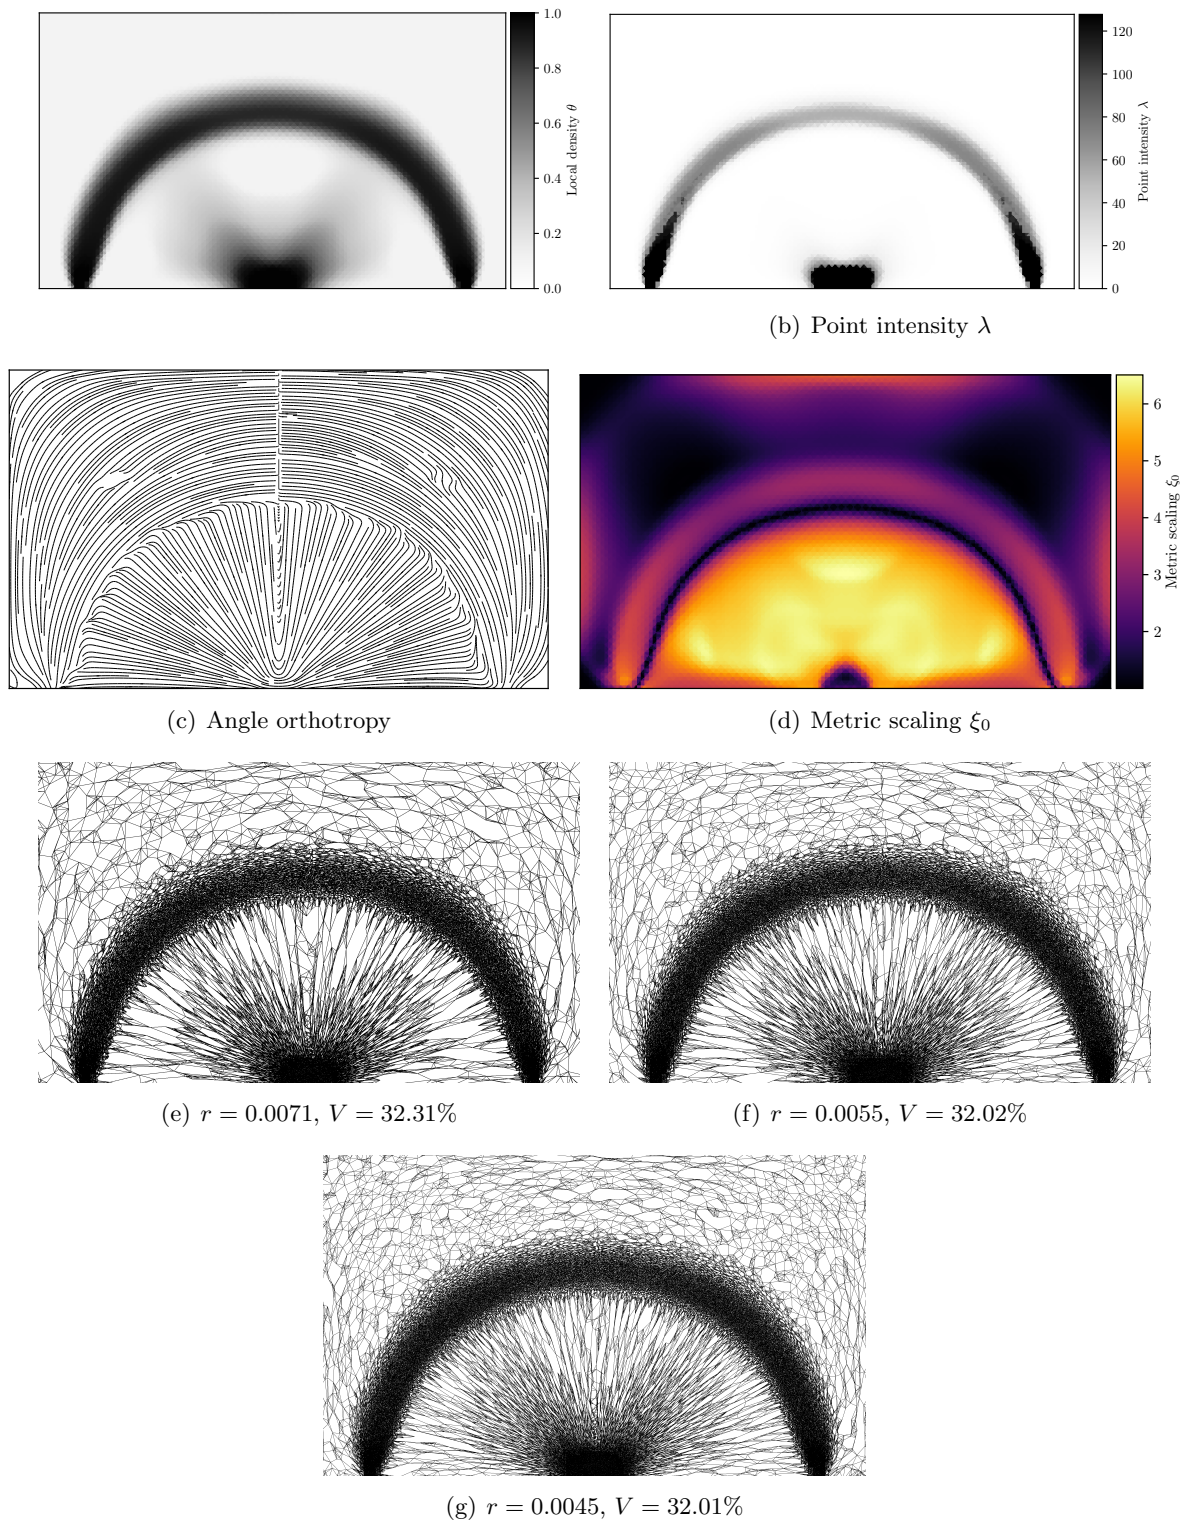 1.0
0.8
0.6
0.4
0.2
0.0
Local density θ
120
100
80
60
40
20
0
Point intensity λ
(b) Point intensity λ
(c) Angle orthotropy
6
5
4
3
2
Metric scaling ξ₀
(d) Metric scaling ξ₀
(e) r = 0.0071, V = 32.31%
(f) r = 0.0055, V = 32.02%
(g) r = 0.0045, V = 32.01%